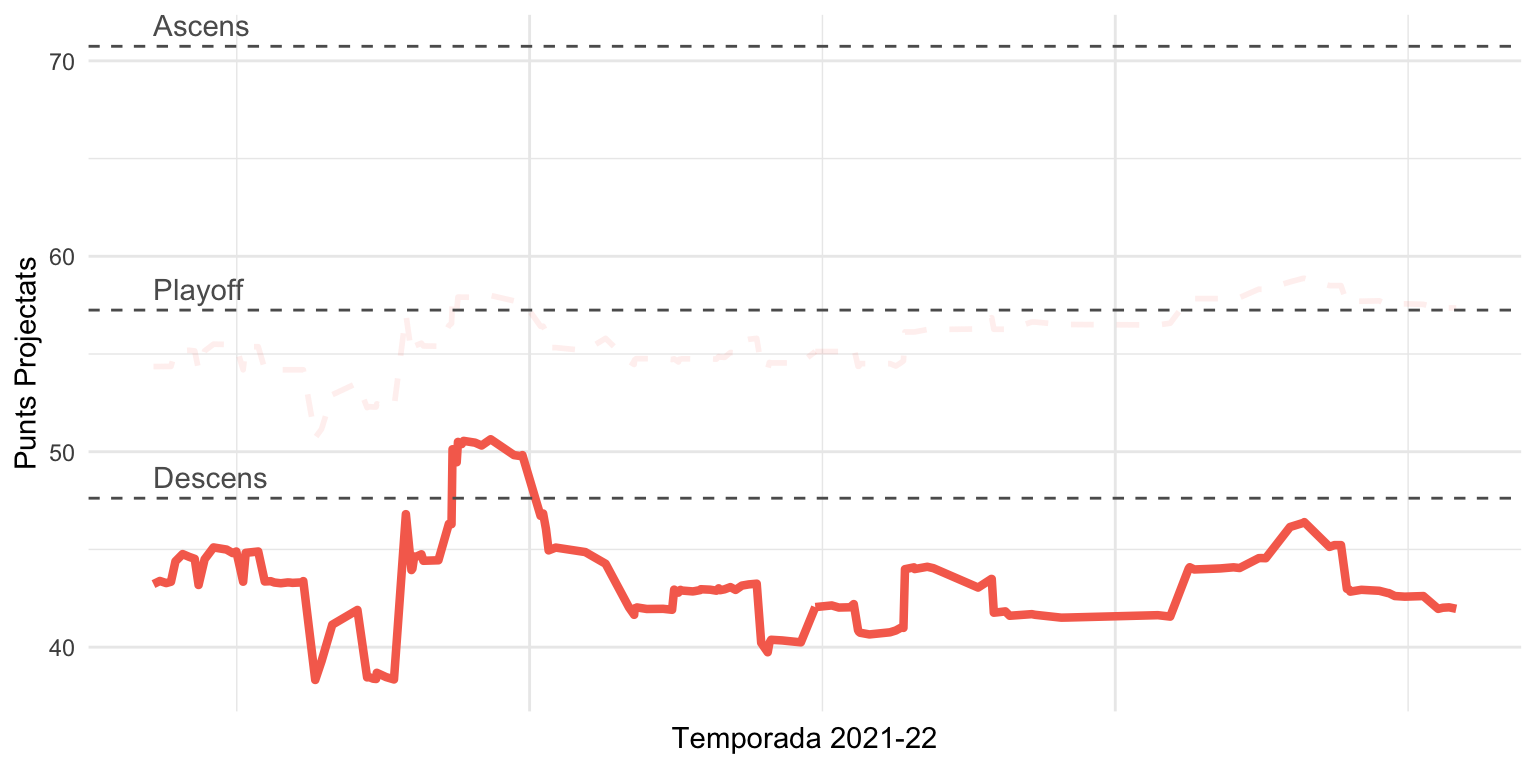 Ascens
70
60
Playoff
50
Descens
40
Punts Projectats
Temporada 2021-22